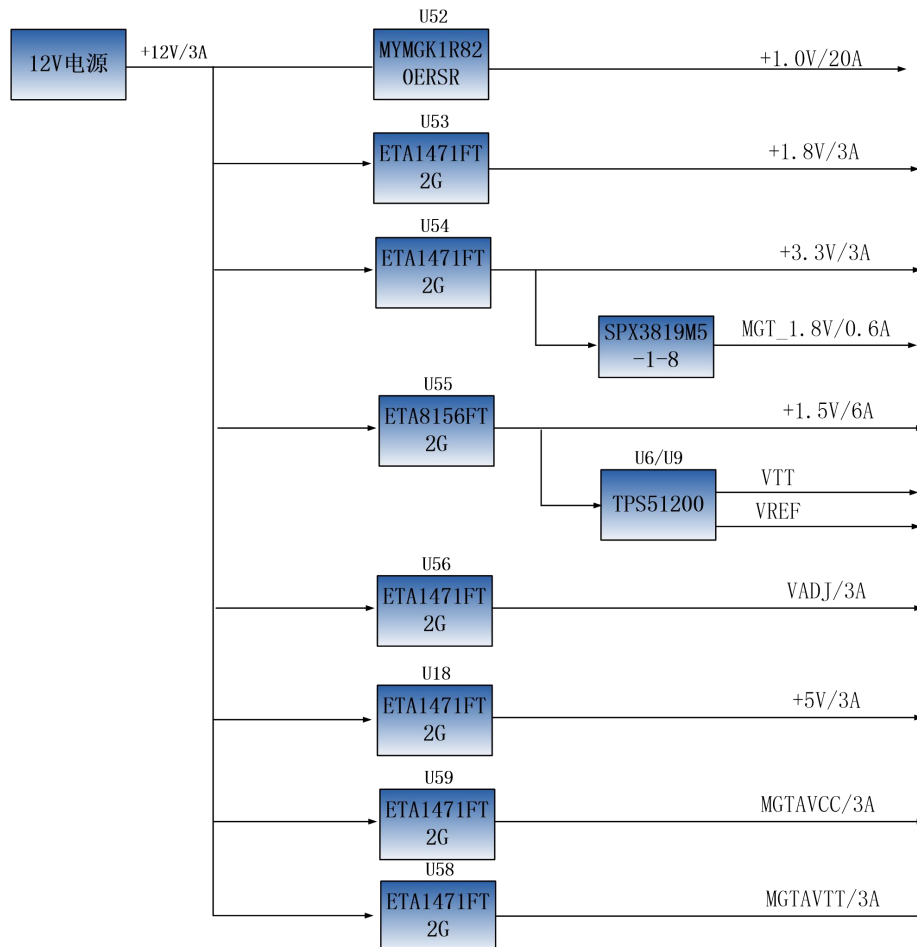 U52
12V电源
+12V/3A
MYMGK1R82
0ERSR
+1.0V/20A
U53
ETA1471FT
2G
+1.8V/3A
U54
ETA1471FT
2G
+3.3V/3A
SPX3819M5
-1-8
MGT_1.8V/0.6A
U55
ETA8156FT
2G
+1.5V/6A
U6/U9
TPS51200
VTT
VREF
U56
ETA1471FT
2G
VADJ/3A
U18
ETA1471FT
2G
+5V/3A
U59
ETA1471FT
2G
MGTAVCC/3A
U58
ETA1471FT
2G
MGTAVTT/3A